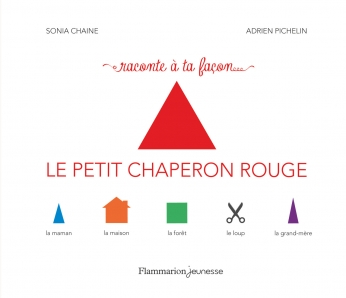 SONIA CHAINE ADRIEN PICHELIN
raconte à ta façon...
LE PETIT CHAPERON ROUGE
la maman la maison la forêt le loup la grand-mère
Flammarion jeunesse